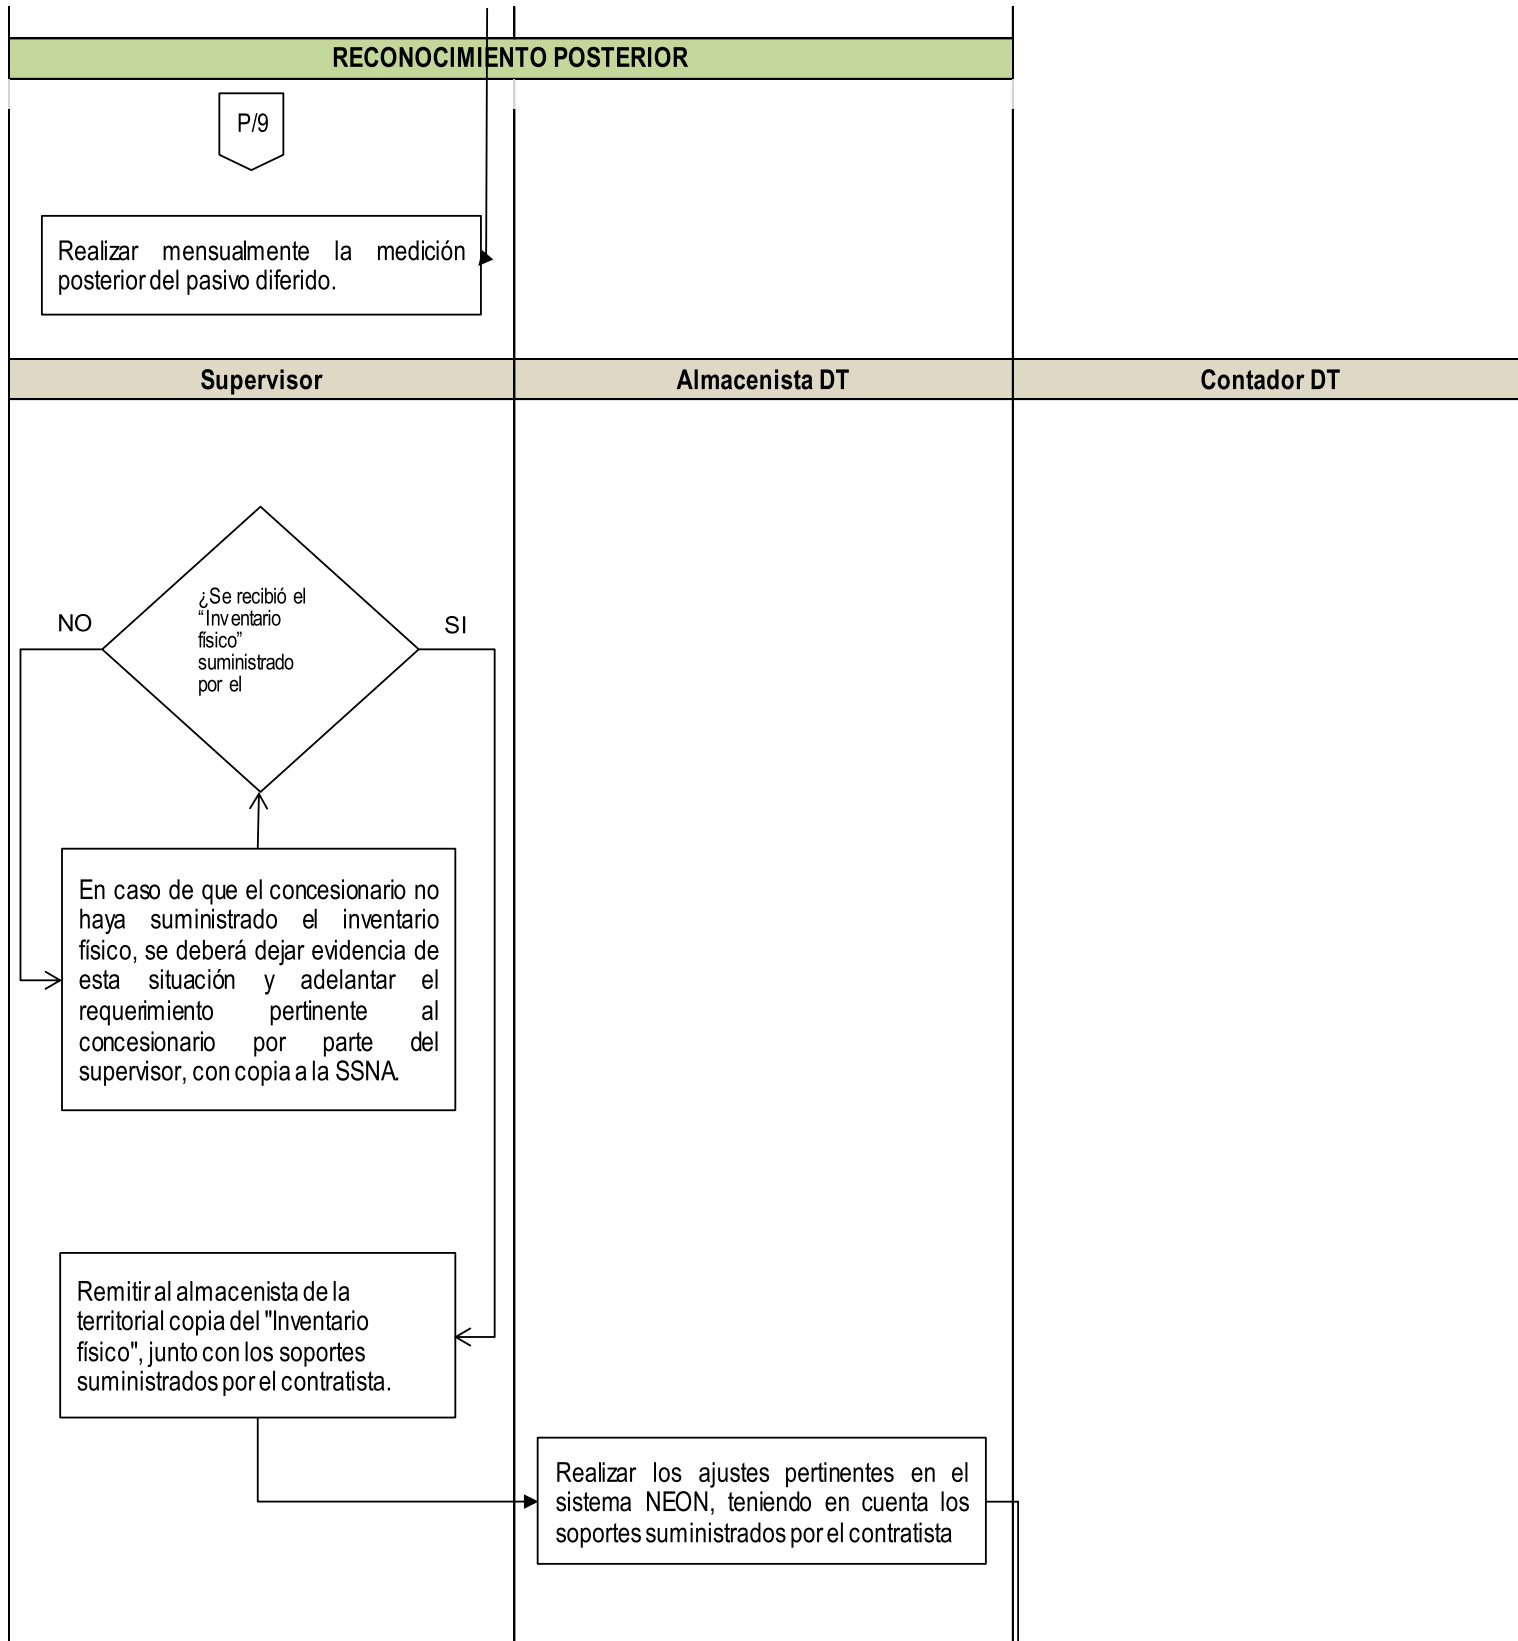 RECONOCIMIENTO POSTERIOR
P/9
Realizar mensualmente la medición
posterior del pasivo diferido.
Supervisor
Almacenista DT
Contador DT
¿Se recibió el
“Inventario
físico”
suministrado
por el
NO
SI
En caso de que el concesionario no
haya suministrado el inventario
físico, se deberá dejar evidencia de
esta situación y adelantar el
requerimiento pertinente al
concesionario por parte del
supervisor, con copia a la SSNA.
Remitir al almacenista de la
territorial copia del "Inventario
físico", junto con los soportes
suministrados por el contratista.
Realizar los ajustes pertinentes en el
sistema NEON, teniendo en cuenta los
soportes suministrados por el contratista